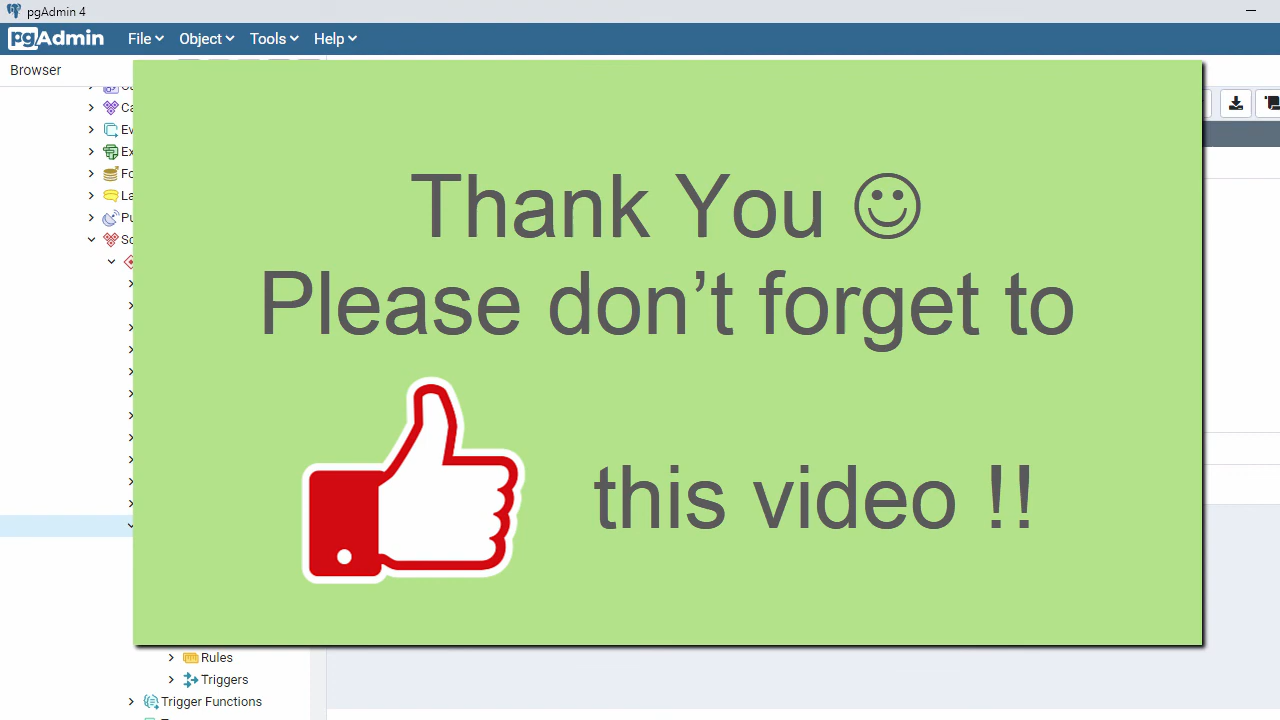 pgAdmin 4
pgAdmin File Object Tools Help
Browser
Thank You ☺
Please don’t forget to
this video !!
Rules
Triggers
Trigger Functions